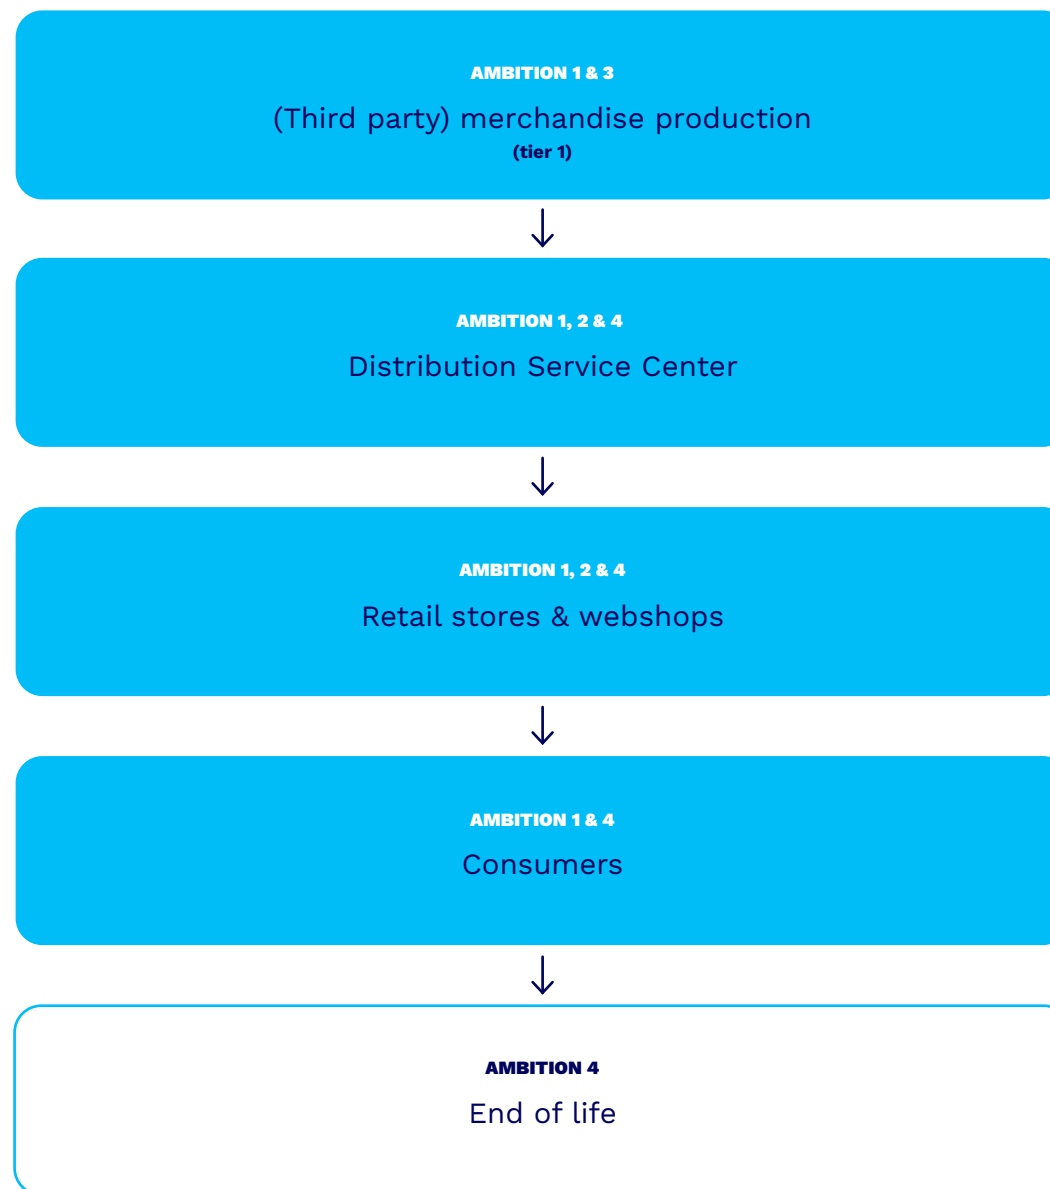 AMBITION 1 & 3
(Third party) merchandise production
(tier 1)
AMBITION 1, 2 & 4
Distribution Service Center
AMBITION 1, 2 & 4
Retail stores & webshops
AMBITION 1 & 4
Consumers
AMBITION 4
End of life